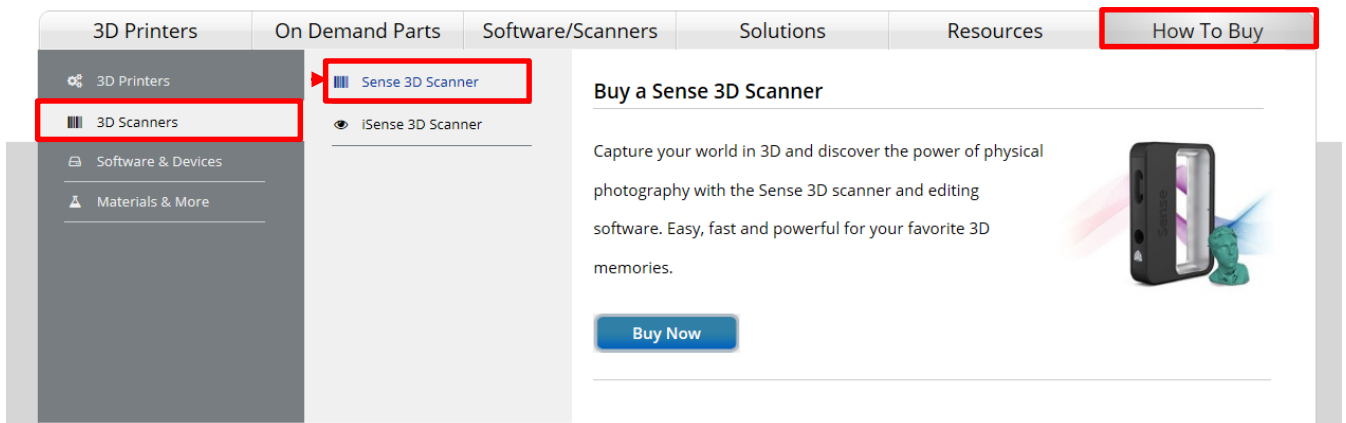 3D Printers On Demand Parts Software/Scanners Solutions Resources How To Buy
3D Printers
3D Scanners
Software & Devices
Materials & More
Sense 3D Scanner
iSense 3D Scanner
Buy a Sense 3D Scanner
Capture your world in 3D and discover the power of physical
photography with the Sense 3D scanner and editing
software. Easy, fast and powerful for your favorite 3D
memories.
Buy Now
Sense